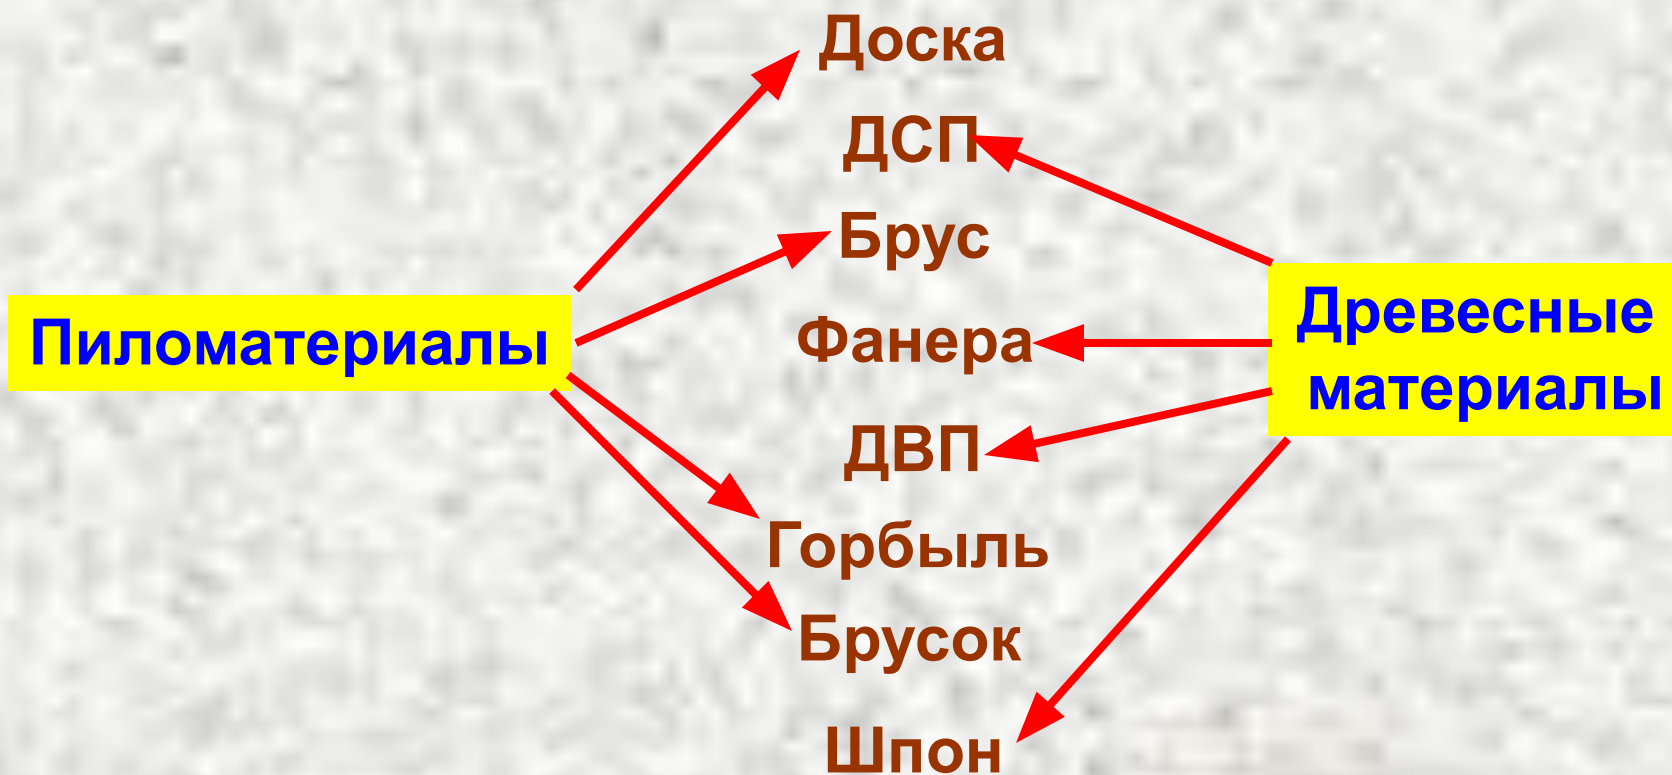 Доска
ДСП
Брус
Фанера
ДВП
Горбыль
Брусок
Шпон
Пиломатериалы
Древесные
материалы